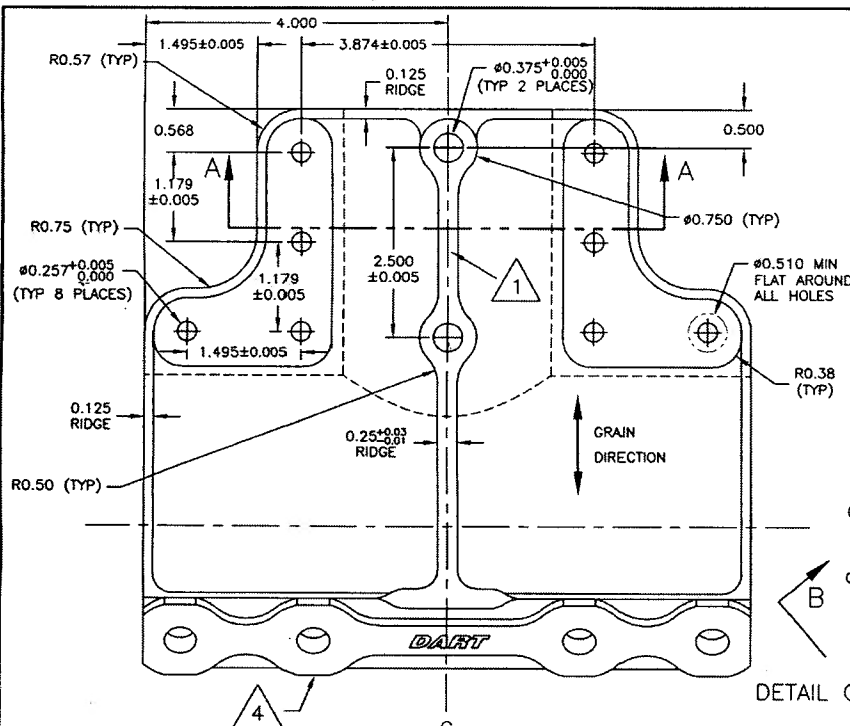 4.000
1.495±0.005
3.874±0.005
R0.57 (TYP)
0.125
RIDGE
ø0.375+0.005
0.000
(TYP 2 PLACES)
0.568
0.500
A
A
1.179
±0.005
R0.75 (TYP)
ø0.750 (TYP)
2.500
±0.005
ø0.257+0.005
0.000
(TYP 8 PLACES)
1.179
±0.005
1
ø0.510 MIN
FLAT AROUND
ALL HOLES
1.495±0.005
R0.38
(TYP)
0.125
RIDGE
0.25+0.03
-0.01
RIDGE
GRAIN
DIRECTION
R0.50 (TYP)
B
DART
DETAIL
4